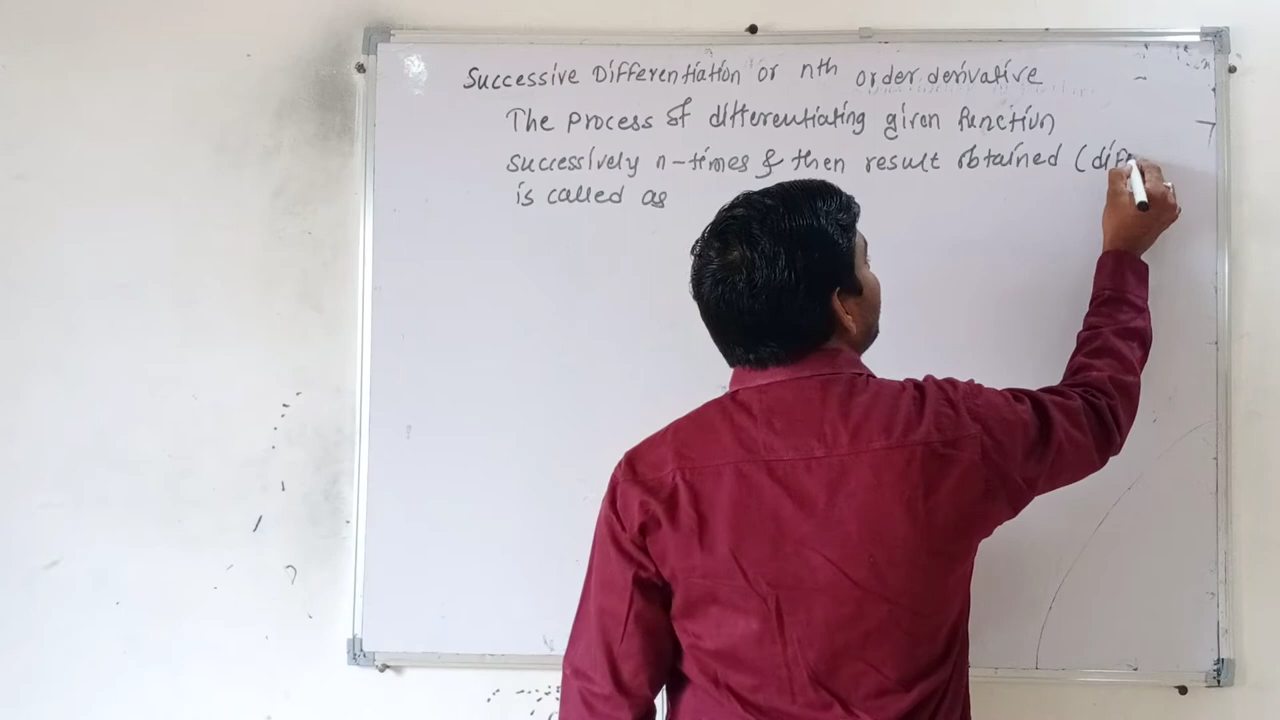 Successive Differentiation or nth order derivative
The process of differentiating given function
successively n-times & then result obtained (diff
is called as